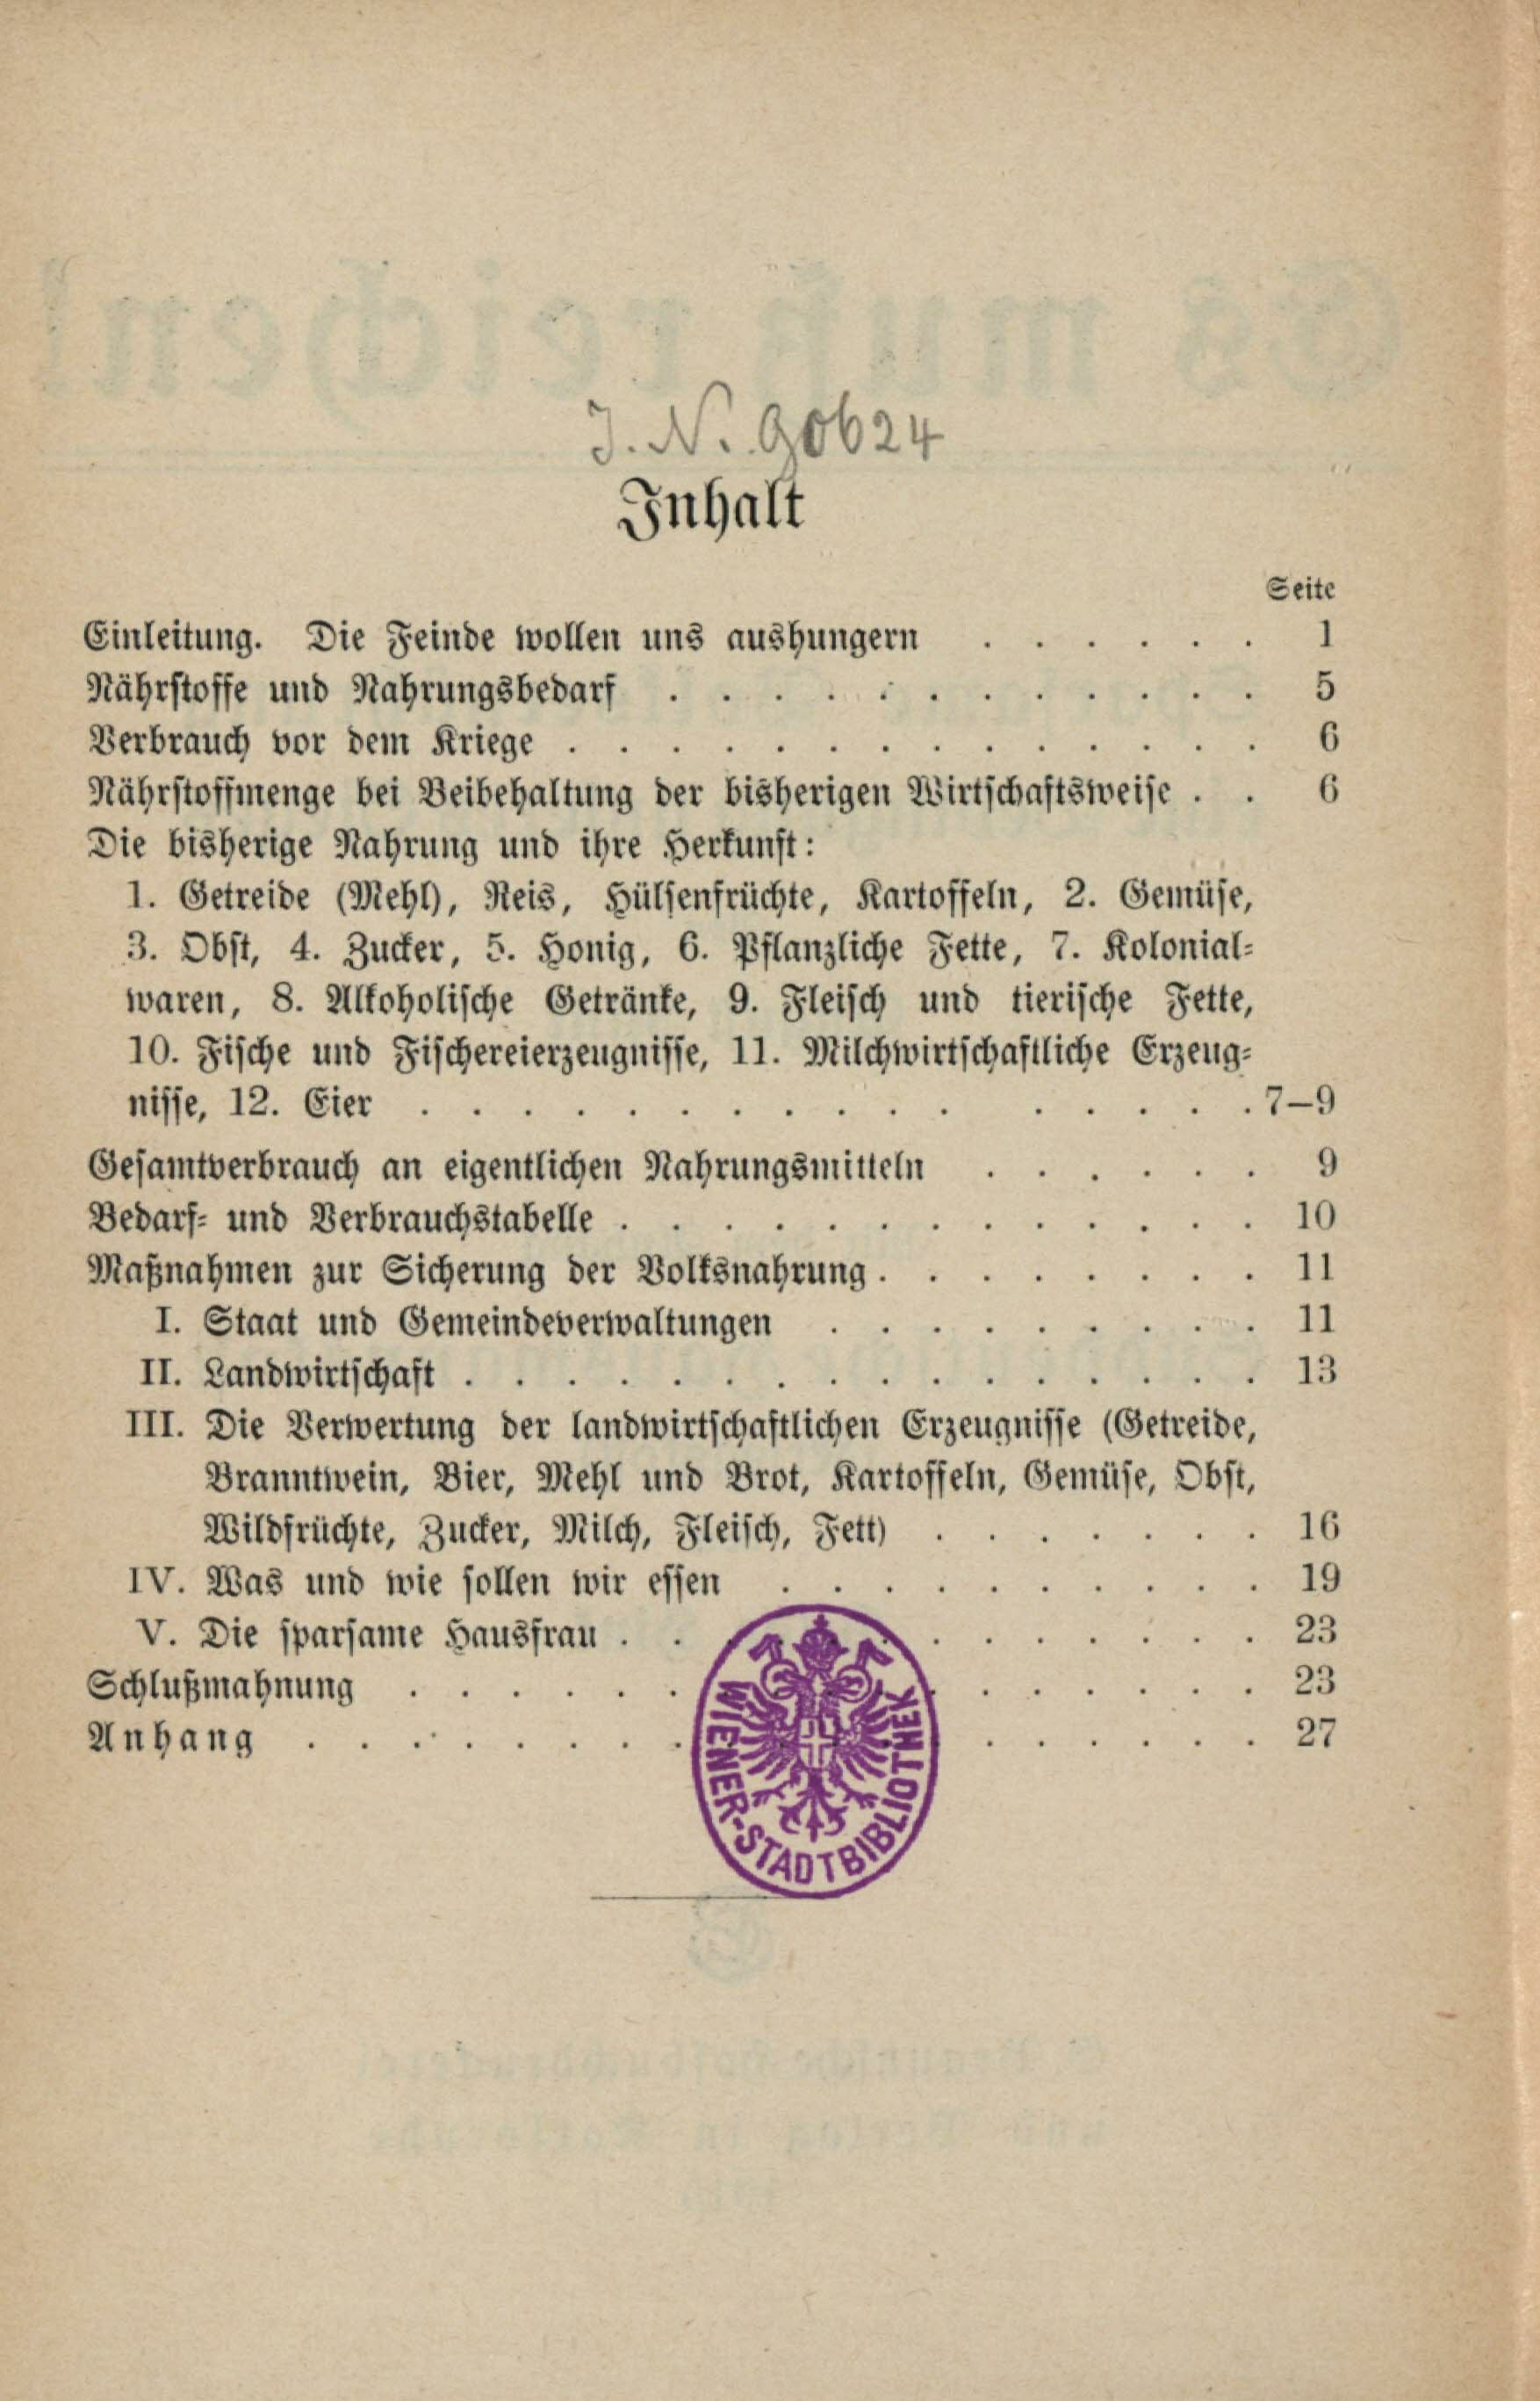 J. N. 90624
Inhalt
Seite
Einleitung. Die Feinde wollen uns aushungern . . . . . . 1
Nährstoffe und Nahrungsbedarf . . . . . . . . . . . . 5
Verbrauch vor dem Kriege . . . . . . . . . . . . . . 6
Nährstoffmenge bei Beibehaltung der bisherigen Wirtschaftsweise . . 6
Die bisherige Nahrung und ihre Herkunft:
1. Getreide (Mehl), Reis, Hülsenfrüchte, Kartoffeln, 2. Gemüse,
3. Obst, 4. Zucker, 5. Honig, 6. Pflanzliche Fette, 7. Kolonial-
waren, 8. Alkoholische Getränke, 9. Fleisch und tierische Fette,
10. Fische und Fischereierzeugnisse, 11. Milchwirtschaftliche Erzeug-
nisse, 12. Eier . . . . . . . . . . . . . . . . 7–9
Gesamtverbrauch an eigentlichen Nahrungsmitteln . . . . . . 9
Bedarf- und Verbrauchstabelle . . . . . . . . . . . . . 10
Maßnahmen zur Sicherung der Volksnahrung . . . . . . . . 11
I. Staat und Gemeindeverwaltungen . . . . . . . . . 11
II. Landwirtschaft . . . . . . . . . . . . . . . . 13
III. Die Verwertung der landwirtschaftlichen Erzeugnisse (Getreide,
Branntwein, Bier, Mehl und Brot, Kartoffeln, Gemüse, Obst,
Wildfrüchte, Zucker, Milch, Fleisch, Fett) . . . . . . . 16
IV. Was und wie sollen wir essen . . . . . . . . . . 19
V. Die sparsame Hausfrau . . . . . . . . . . . . . 23
Schlußmahnung . . . . . . . . . . . . . . . . . 23
Anhang . . . . . . . . . . . . . . . . . . . 27
WIENER-STADTBIBLIOTHEK